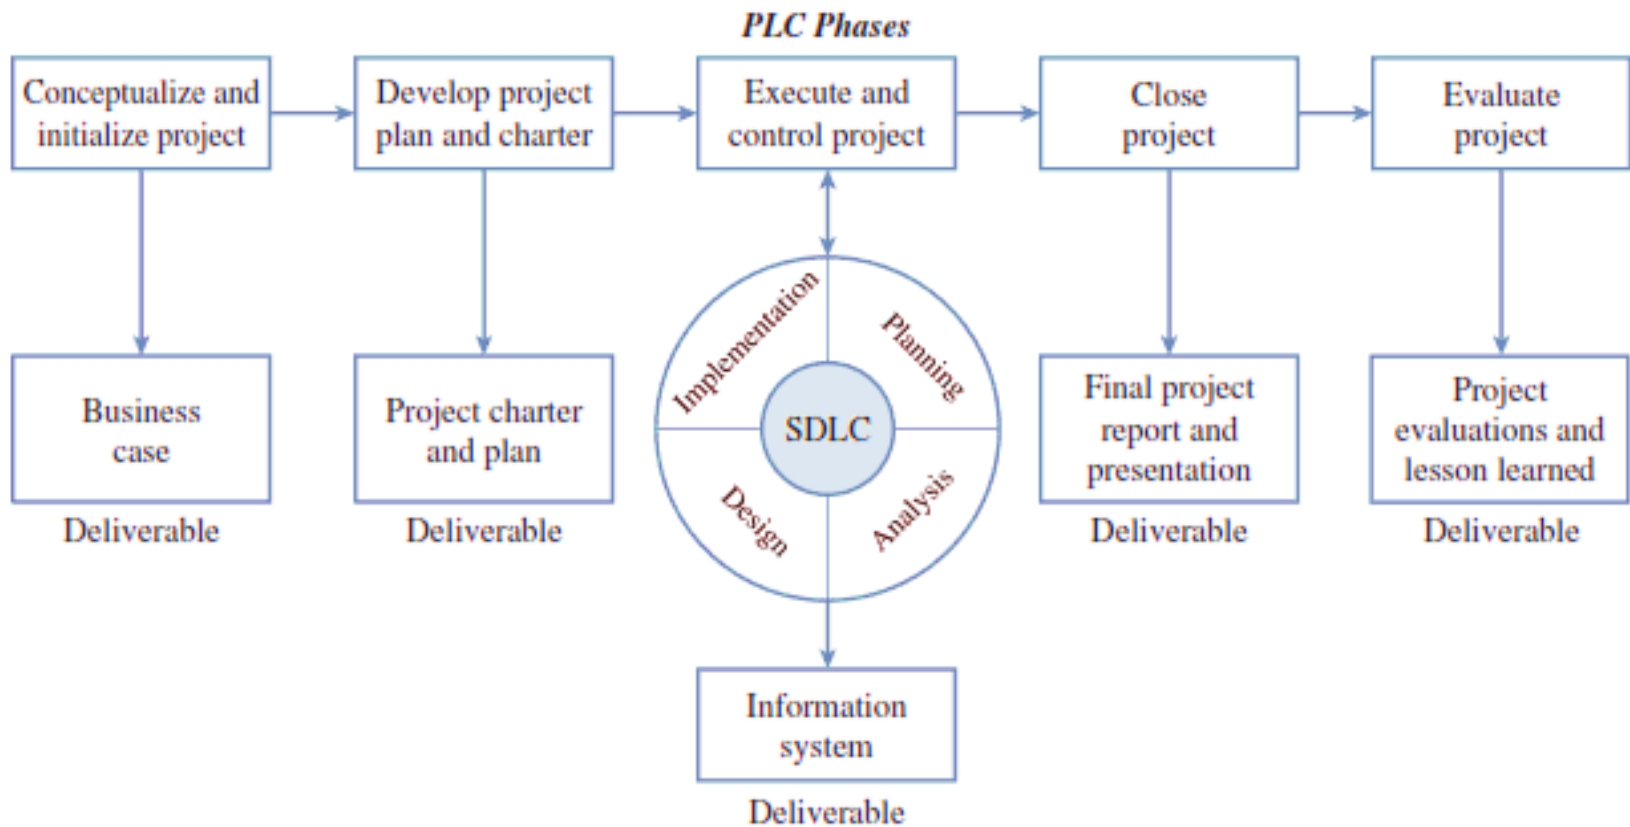 PLC Phases
Conceptualize and
initialize project
Develop project
plan and charter
Execute and
control project
Close
project
Evaluate
project
Implementation
Planning
SDLC
Design
Analysis
Business
case
Deliverable
Project charter
and plan
Deliverable
Final project
report and
presentation
Deliverable
Project
evaluations and
lesson learned
Deliverable
Information
system
Deliverable